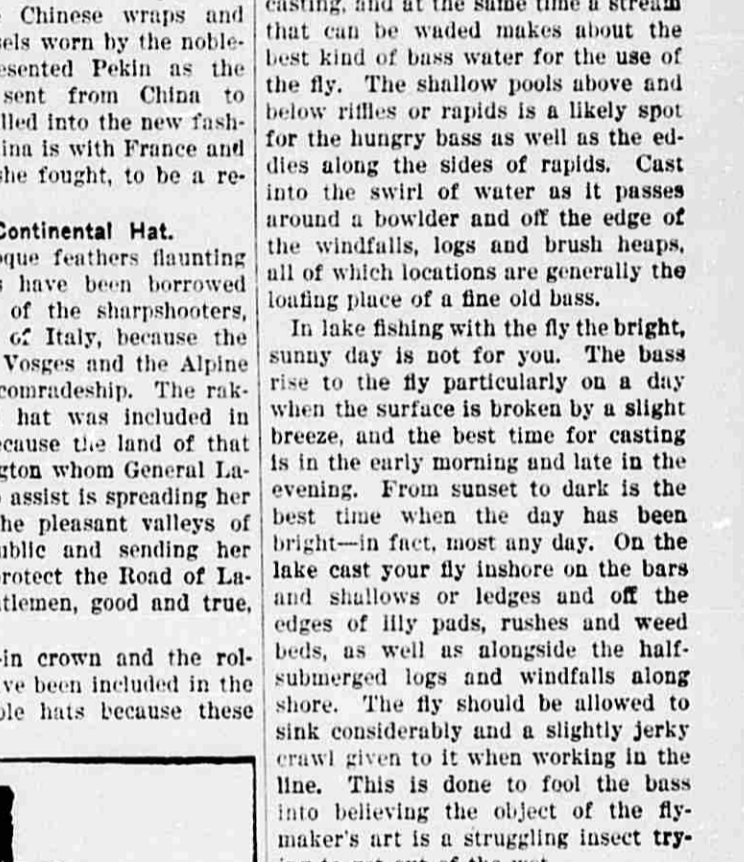 Chinese wraps and
sels worn by the noble-
esented Pekin as the
sent from China to
lled into the new fash-
ina is with France and
she fought, to be a re-
Continental Hat.
que feathers flaunting
s have been borrowed
of the sharpshooters,
of Italy, because the
Vosges and the Alpine
comradeship. The rak-
hat was included in
ecause the land of that
gton whom General La-
assist is spreading her
he pleasant valleys of
ublic and sending her
rotect the Road of La-
tlemen, good and true,
-in crown and the rol-
ve been included in the
ole hats because these
casting, and at the same time a stream
that can be waded makes about the
best kind of bass water for the use of
the fly. The shallow pools above and
below riffles or rapids is a likely spot
for the hungry bass as well as the ed-
dies along the sides of rapids. Cast
into the swirl of water as it passes
around a bowlder and off the edge of
the windfalls, logs and brush heaps,
all of which locations are generally the
loafing place of a fine old bass.
In lake fishing with the fly the bright,
sunny day is not for you. The bass
rise to the fly particularly on a day
when the surface is broken by a slight
breeze, and the best time for casting
is in the early morning and late in the
evening. From sunset to dark is the
best time when the day has been
bright—in fact, most any day. On the
lake cast your fly inshore on the bars
and shallows or ledges and off the
edges of lily pads, rushes and weed
beds, as well as alongside the half-
submerged logs and windfalls along
shore. The fly should be allowed to
sink considerably and a slightly jerky
crawl given to it when working in the
line. This is done to fool the bass
into believing the object of the fly-
maker's art is a struggling insect try-